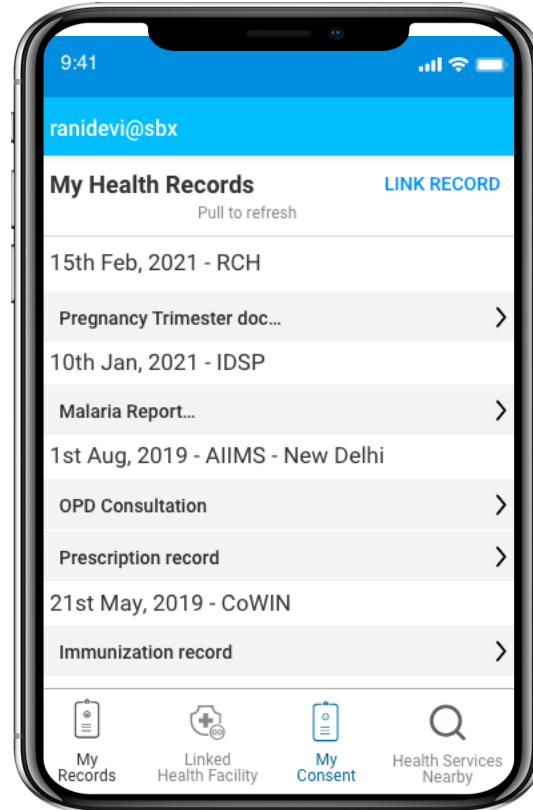 9:41
ranidevi@sbx
My Health Records
LINK RECORD
Pull to refresh
15th Feb, 2021 - RCH
Pregnancy Trimester doc...
10th Jan, 2021 - IDSP
Malaria Report...
1st Aug, 2019 - AIIMS - New Delhi
OPD Consultation
Prescription record
21st May, 2019 - CoWIN
Immunization record
My
Records
Linked
Health Facility
My
Consent
Health Services
Nearby